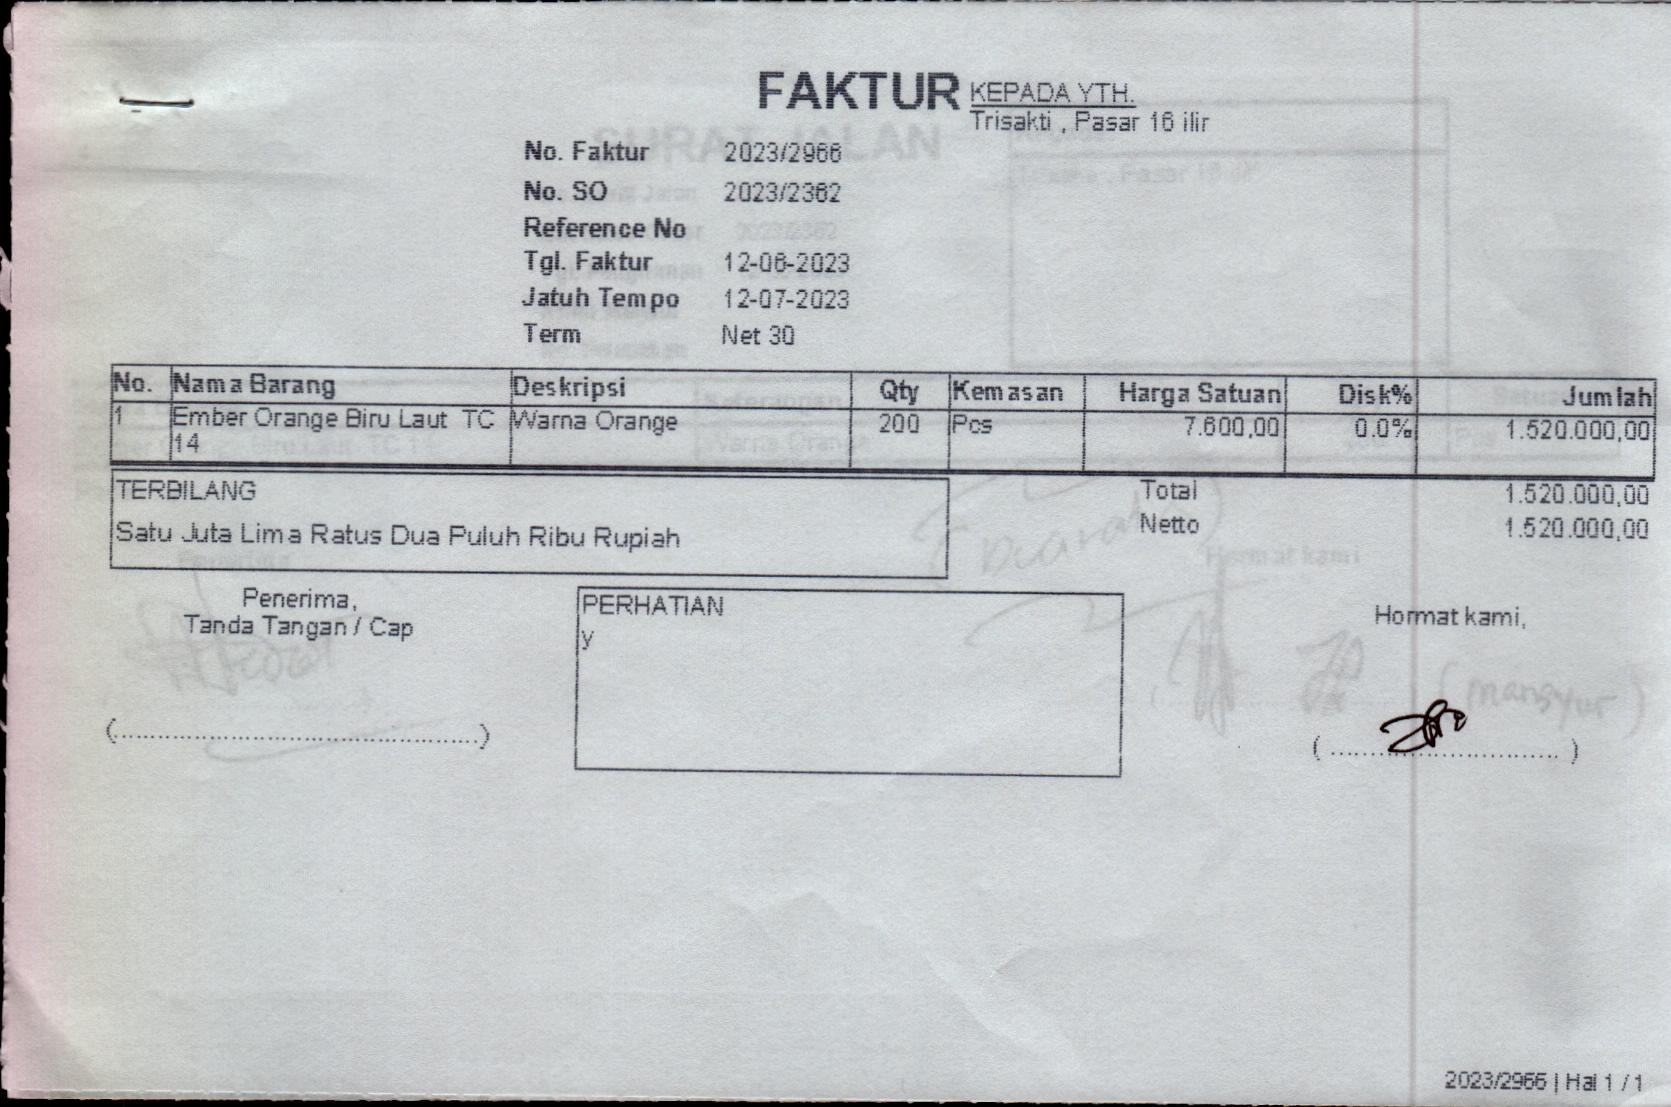 FAKTUR
KEPADA YTH.
Trisakti , Pasar 16 ilir
No. Faktur 2023/2966
No. SO 2023/2362
Reference No
Tgl. Faktur 12-06-2023
Jatuh Tempo 12-07-2023
Term Net 30
No. Nama Barang Deskripsi Qty Kemasan Harga Satuan Disk% Jumlah
1 Ember Orange Biru Laut TC Warna Orange 200 Pcs 7.600,00 0.0% 1.520.000,00
14
TERBILANG
Satu Juta Lima Ratus Dua Puluh Ribu Rupiah
Total 1.520.000,00
Netto 1.520.000,00
Penerima,
Tanda Tangan / Cap
PERHATIAN
y
Hormat kami,
SURAT JALAN
Hormat kami
(mansyur)
2023/2966 | Hal 1 / 1